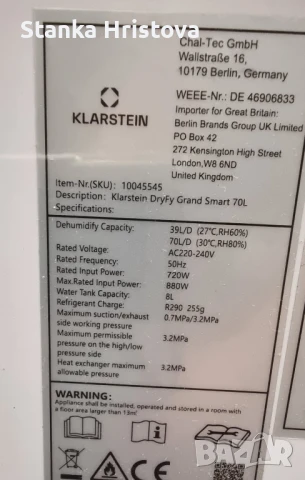 Stanka Hristova
KLARSTEIN
Chal-Tec GmbH
Wallstraße 16,
10179 Berlin, Germany
WEEE-Nr.: DE 46906833
Importer for Great Britain:
Berlin Brands Group UK Limited
PO Box 42
272 Kensington High Street
London,W8 6ND
United Kingdom
Item-Nr.(SKU): 10045545
Description: Klarstein DryFy Grand Smart 70L
Specifications:
Dehumidify Capacity: 39L/D (27℃,RH60%)
70L/D (30℃,RH80%)
Rated Voltage: AC220-240V
Rated Frequency: 50Hz
Rated Input Power: 720W
Max.Rated Input Power: 880W
Water Tank Capacity: 8L
Refrigerant Charge: R290 255g
Maximum suction/exhaust 0.7MPa/3.2MPa
side working pressure
Maximum permissible 3.2MPa
pressure on the high/low
pressure side
Heat exchanger maximum 3.2MPa
allowable pressure
WARNING:
Appliance shall be installed, operated and stored in a room with
a floor area larger than 13㎡
CE
BAZAR